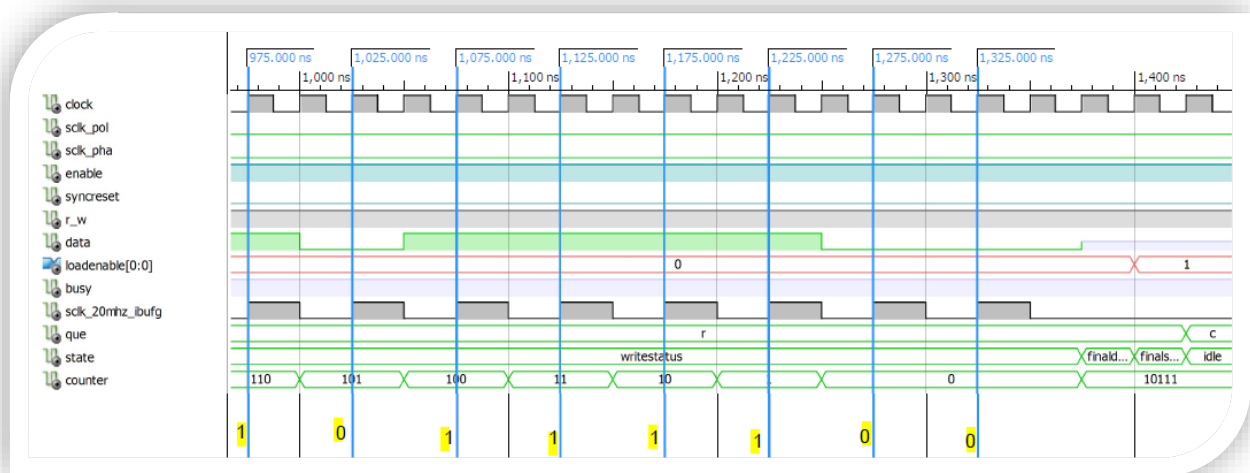 975.000 ns 1,025.000 ns 1,075.000 ns 1,125.000 ns 1,175.000 ns 1,225.000 ns 1,275.000 ns 1,325.000 ns
1,000 ns 1,100 ns 1,200 ns 1,300 ns 1,400 ns
clock
sclk_pol
sclk_pha
enable
syncreset
r_w
data
loadenable[0:0] 0 1
busy
sclk_20mhz_ibufg
que r c
state writestatus finald... finals... idle
counter 110 101 100 11 10 0 10111
1 0 1 1 1 1 0 0